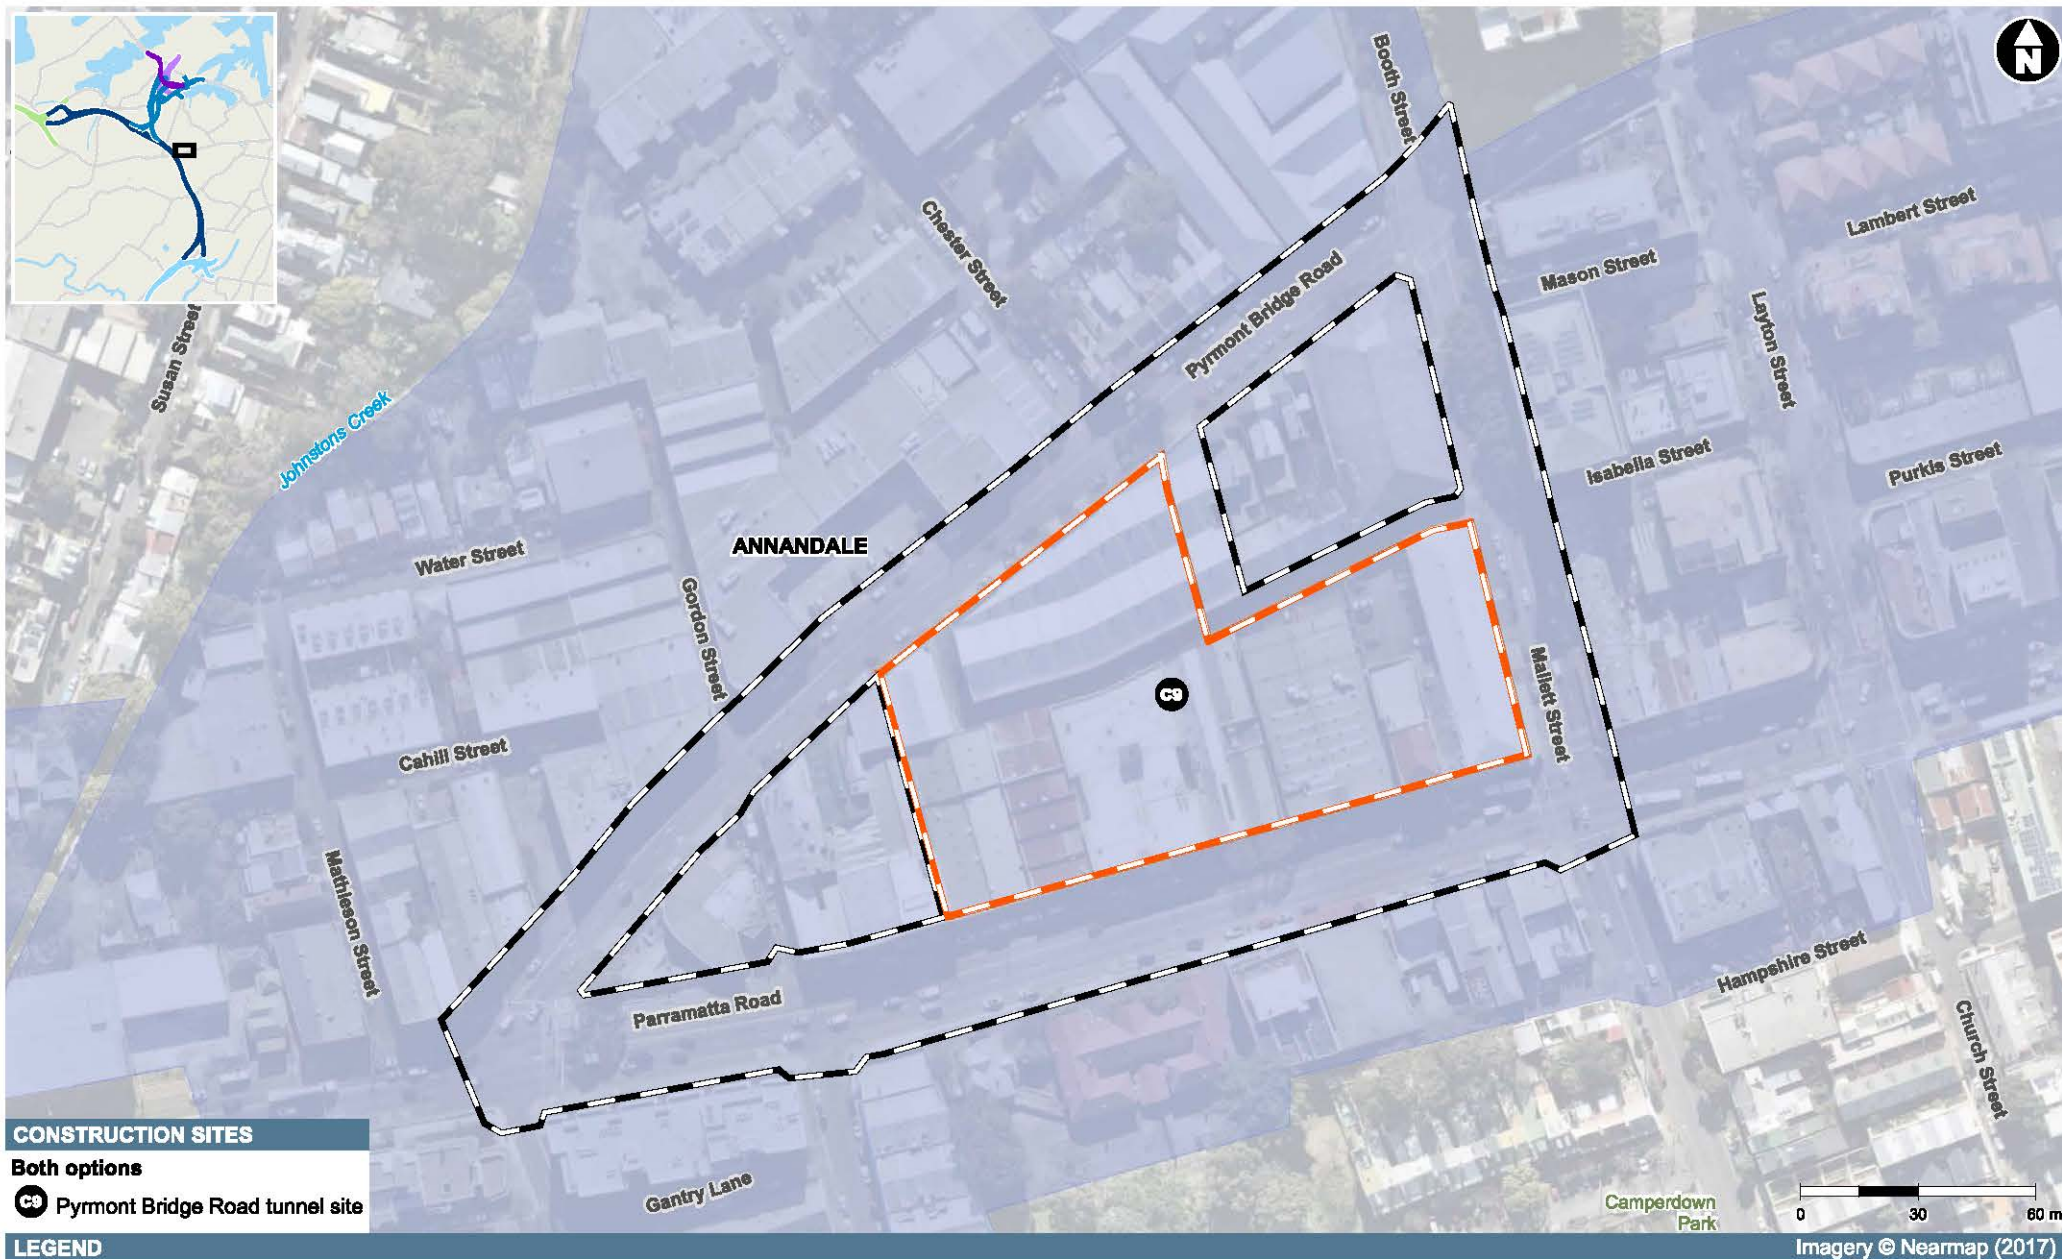 N
Booth Street
Chester Street
Lambert Street
Mason Street
Pyrmont Bridge Road
Layton Street
Susan Street
Johnstons Creek
Isabella Street
Purkis Street
ANNANDALE
Water Street
Gordon Street
C9
Mallett Street
Cahill Street
Mathieson Street
Parramatta Road
Hampshire Street
Church Street
Gantry Lane
Camperdown
Park
0 30 60 m
CONSTRUCTION SITES
Both options
C9 Pyrmont Bridge Road tunnel site
LEGEND
Imagery © Nearmap (2017)